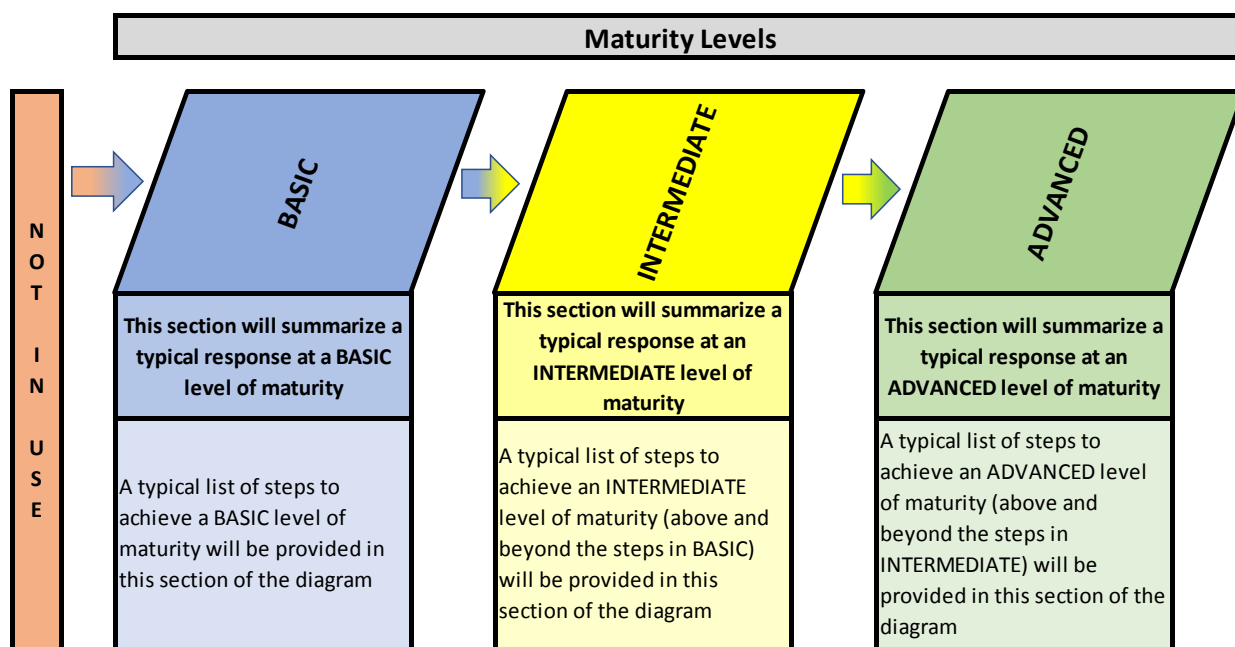 Maturity Levels
NOT IN USE
BASIC
INTERMEDIATE
ADVANCED
This section will summarize a
typical response at a BASIC
level of maturity
This section will summarize a
typical response at an
INTERMEDIATE level of
maturity
This section will summarize a
typical response at an
ADVANCED level of maturity
A typical list of steps to
achieve a BASIC level of
maturity will be provided in
this section of the diagram
A typical list of steps to
achieve an INTERMEDIATE
level of maturity (above and
beyond the steps in BASIC)
will be provided in this
section of the diagram
A typical list of steps to
achieve an ADVANCED level
of maturity (above and
beyond the steps in
INTERMEDIATE) will be
provided in this section of the
diagram